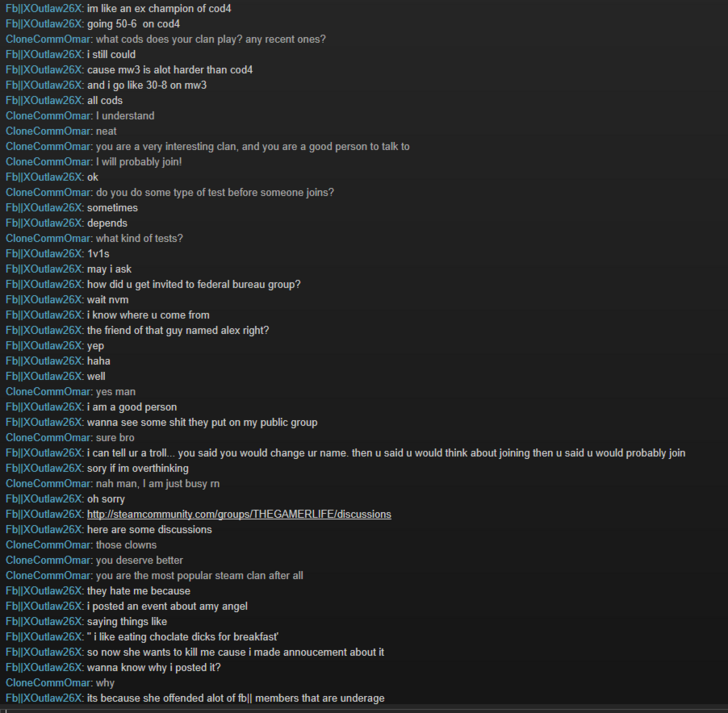 Fb||XOutlaw26X: im like an ex champion of cod4
Fb||XOutlaw26X: going 50-6 on cod4
CloneCommOmar: what cods does your clan play? any recent ones?
Fb||XOutlaw26X: i still could
Fb||XOutlaw26X: cause mw3 is alot harder than cod4
Fb||XOutlaw26X: and i go like 30-8 on mw3
Fb||XOutlaw26X: all cods
CloneCommOmar: I understand
CloneCommOmar: neat
CloneCommOmar: you are a very interesting clan, and you are a good person to talk to
CloneCommOmar: I will probably join!
Fb||XOutlaw26X: ok
CloneCommOmar: do you do some type of test before someone joins?
Fb||XOutlaw26X: sometimes
Fb||XOutlaw26X: depends
CloneCommOmar: what kind of tests?
Fb||XOutlaw26X: 1v1s
Fb||XOutlaw26X: may i ask
Fb||XOutlaw26X: how did u get invited to federal bureau group?
Fb||XOutlaw26X: wait nvm
Fb||XOutlaw26X: i know where u come from
Fb||XOutlaw26X: the friend of that guy named alex right?
Fb||XOutlaw26X: yep
Fb||XOutlaw26X: haha
Fb||XOutlaw26X: well
CloneCommOmar: yes man
Fb||XOutlaw26X: i am a good person
Fb||XOutlaw26X: wanna see some shit they put on my public group
CloneCommOmar: sure bro
Fb||XOutlaw26X: i can tell ur a troll... you said you would change ur name. then u said u would think about joining then u said u would probably join
Fb||XOutlaw26X: sory if im overthinking
CloneCommOmar: nah man, I am just busy rn
Fb||XOutlaw26X: oh sorry
Fb||XOutlaw26X: http://steamcommunity.com/groups/THEGAMERLIFE/discussions
Fb||XOutlaw26X: here are some discussions
CloneCommOmar: those clowns
CloneCommOmar: you deserve better
CloneCommOmar: you are the most popular steam clan after all
Fb||XOutlaw26X: they hate me because
Fb||XOutlaw26X: i posted an event about amy angel
Fb||XOutlaw26X: saying things like
Fb||XOutlaw26X: " i like eating choclate dicks for breakfast'
Fb||XOutlaw26X: so now she wants to kill me cause i made annoucement about it
Fb||XOutlaw26X: wanna know why i posted it?
CloneCommOmar: why
Fb||XOutlaw26X: its because she offended alot of fb|| members that are underage